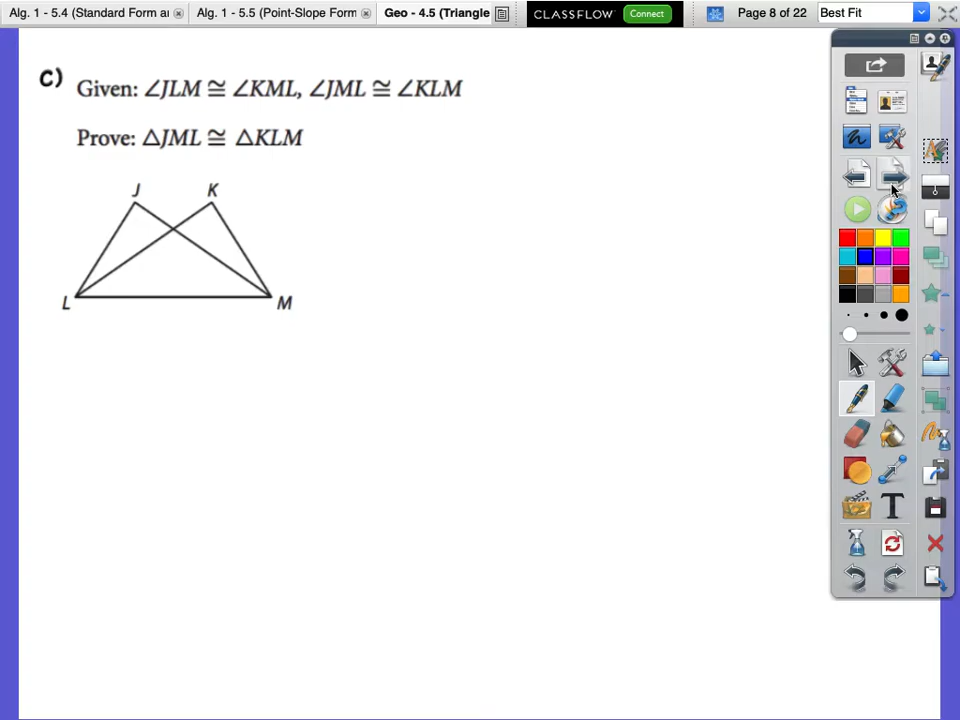 Alg. 1 - 5.4 (Standard Form ar
Alg. 1 - 5.5 (Point-Slope Form
Geo - 4.5 (Triangle
CLASSFLOW
Connect
Page 8 of 22
Best Fit
c)
Given: ∠JLM ≅ ∠KML, ∠JML ≅ ∠KLM
Prove: △JML ≅ △KLM
J K
L M
T